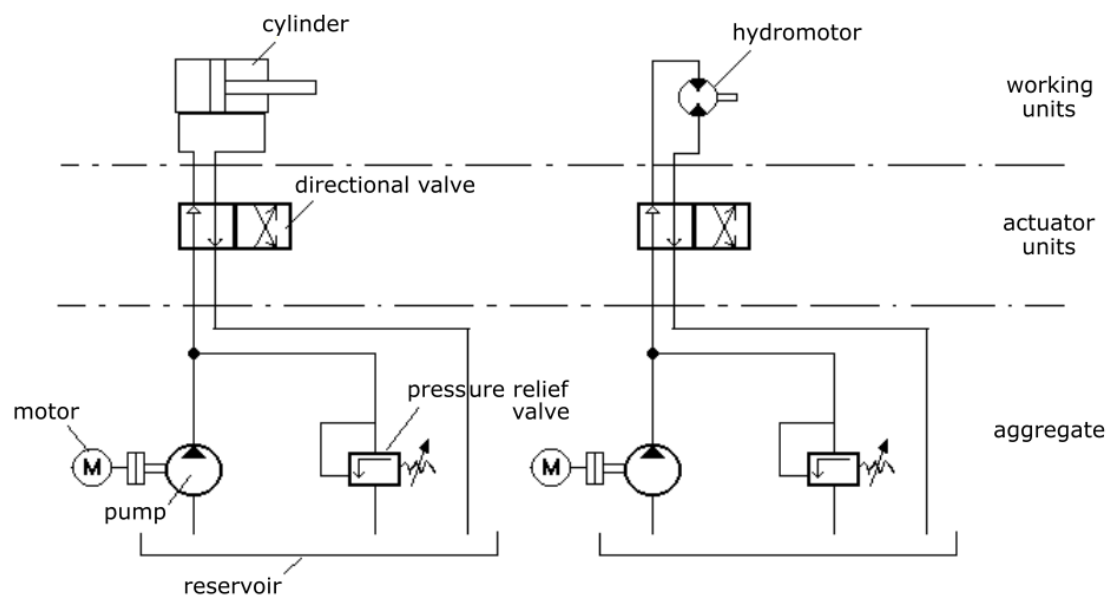 cylinder
hydromotor
working
units
directional valve
actuator
units
pressure relief
valve
motor
aggregate
M
M
pump
reservoir